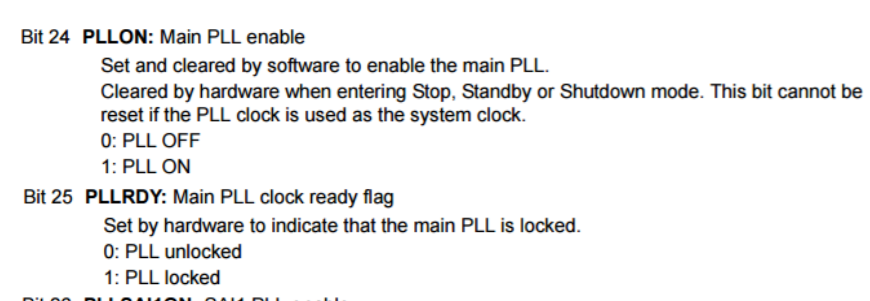 Bit 24 PLLON: Main PLL enable
Set and cleared by software to enable the main PLL.
Cleared by hardware when entering Stop, Standby or Shutdown mode. This bit cannot be
reset if the PLL clock is used as the system clock.
0: PLL OFF
1: PLL ON
Bit 25 PLLRDY: Main PLL clock ready flag
Set by hardware to indicate that the main PLL is locked.
0: PLL unlocked
1: PLL locked